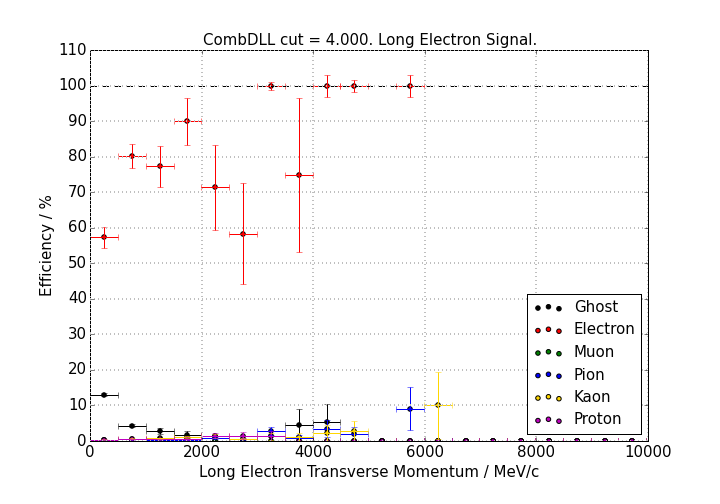 CombDLL cut = 4.000. Long Electron Signal.
110
100
90
80
70
60
50
40
30
20
10
0
Efficiency / %
Ghost
Electron
Muon
Pion
Kaon
Proton
0 2000 4000 6000 8000 10000
Long Electron Transverse Momentum / MeV/c